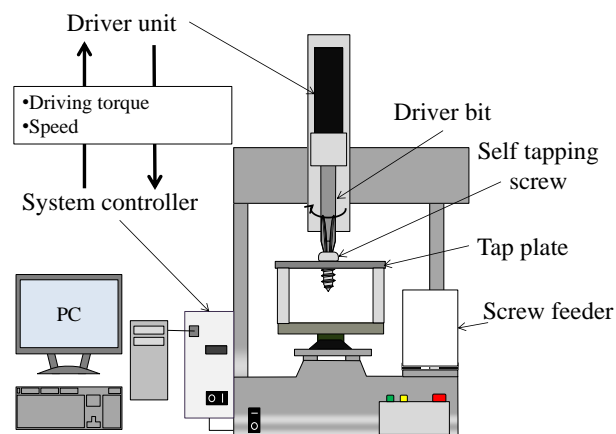 Driver unit
•Driving torque
•Speed
System controller
Driver bit
Self tapping
screw
Tap plate
Screw feeder
PC